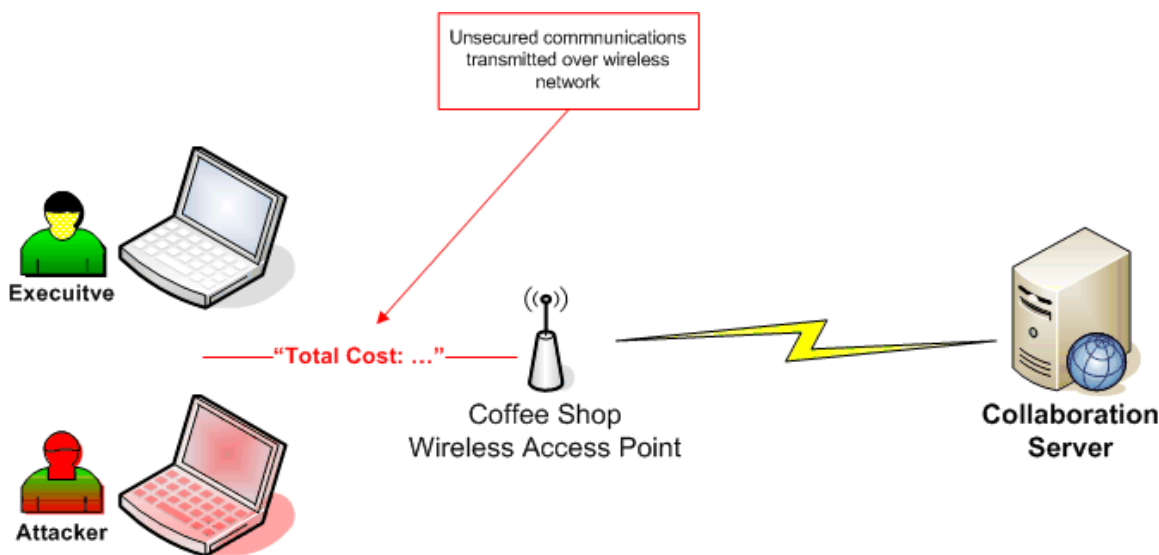 Unsecured commnunications
transmitted over wireless
network
Execuitve
“Total Cost: …”
Coffee Shop
Wireless Access Point
Collaboration
Server
Attacker